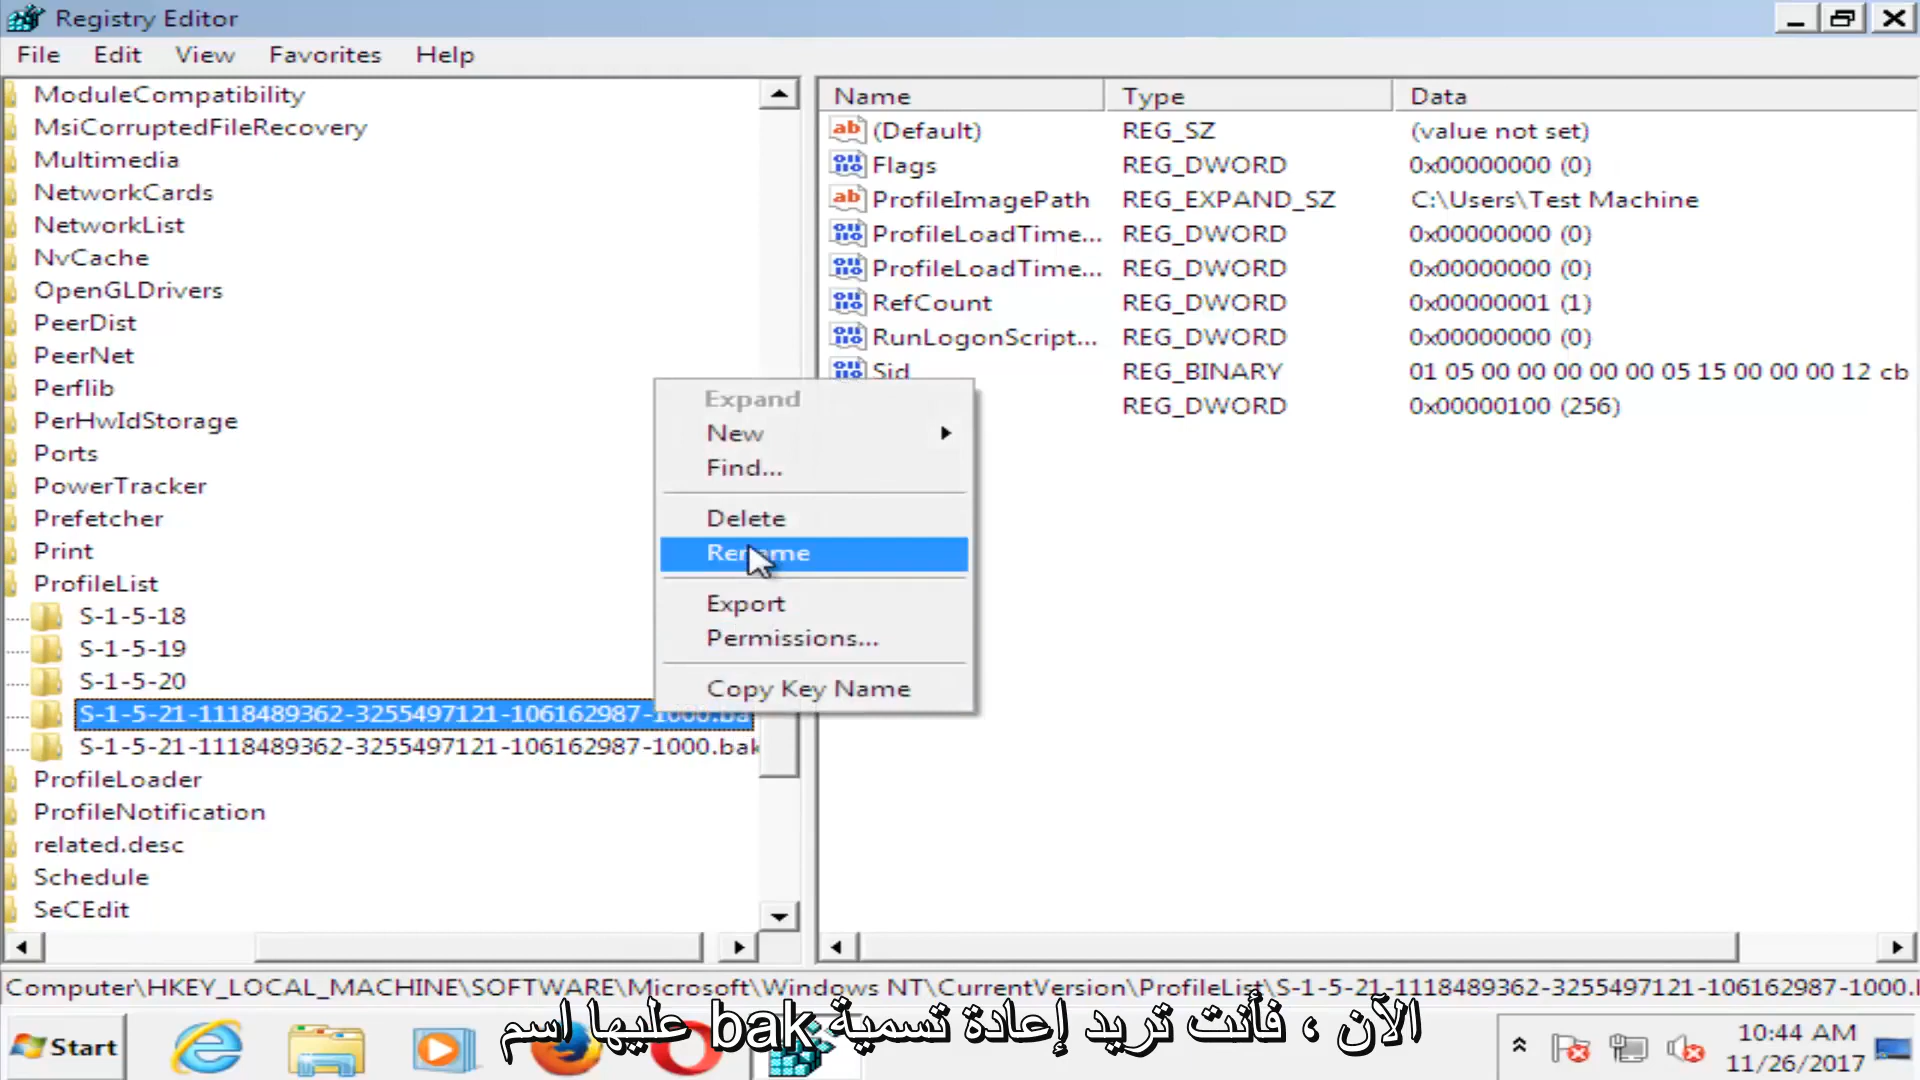 Registry Editor
File Edit View Favorites Help
ModuleCompatibility
MsiCorruptedFileRecovery
Multimedia
NetworkCards
NetworkList
NvCache
OpenGLDrivers
PeerDist
PeerNet
Perflib
PerHwIdStorage
Ports
PowerTracker
Prefetcher
Print
ProfileList
S-1-5-18
S-1-5-19
S-1-5-20
S-1-5-21-1118489362-3255497121-106162987-1000.ba
S-1-5-21-1118489362-3255497121-106162987-1000.bak
ProfileLoader
ProfileNotification
related.desc
Schedule
SeCEdit
Name Type Data
(Default) REG_SZ (value not set)
Flags REG_DWORD 0x00000000 (0)
ProfileImagePath REG_EXPAND_SZ C:\Users\Test Machine
ProfileLoadTime... REG_DWORD 0x00000000 (0)
ProfileLoadTime... REG_DWORD 0x00000000 (0)
RefCount REG_DWORD 0x00000001 (1)
RunLogonScript... REG_DWORD 0x00000000 (0)
Sid REG_BINARY 01 05 00 00 00 00 00 05 15 00 00 00 12 cb
REG_DWORD 0x00000100 (256)
Expand
New
Find...
Delete
Rename
Export
Permissions...
Copy Key Name
Computer\HKEY_LOCAL_MACHINE\SOFTWARE\Microsoft\Windows NT\CurrentVersion\ProfileList\S-1-5-21-1118489362-3255497121-106162987-1000.
الآن ، فأنت تريد إعادة تسمية bak عليها اسم
Start
10:44 AM
11/26/2017